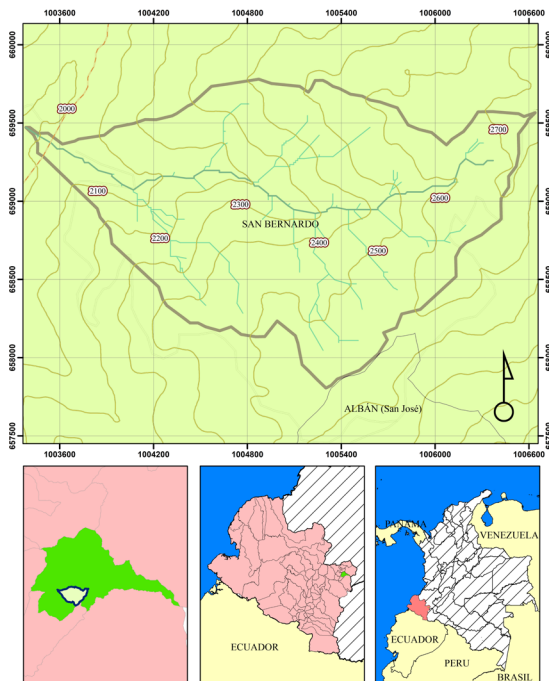 1003600 1004200 1004800 1005400 1006000 1006600
660000 660000
2000
659500 659500
2700
659000 659000
2100
2600
2300
SAN BERNARDO
2200
2400
2500
658500 658500
658000 658000
ALBÁN (San José)
657500 657500
1003600 1004200 1004800 1005400 1006000 1006600
PANAMA
VENEZUELA
ECUADOR
ECUADOR
PERU
BRASIL